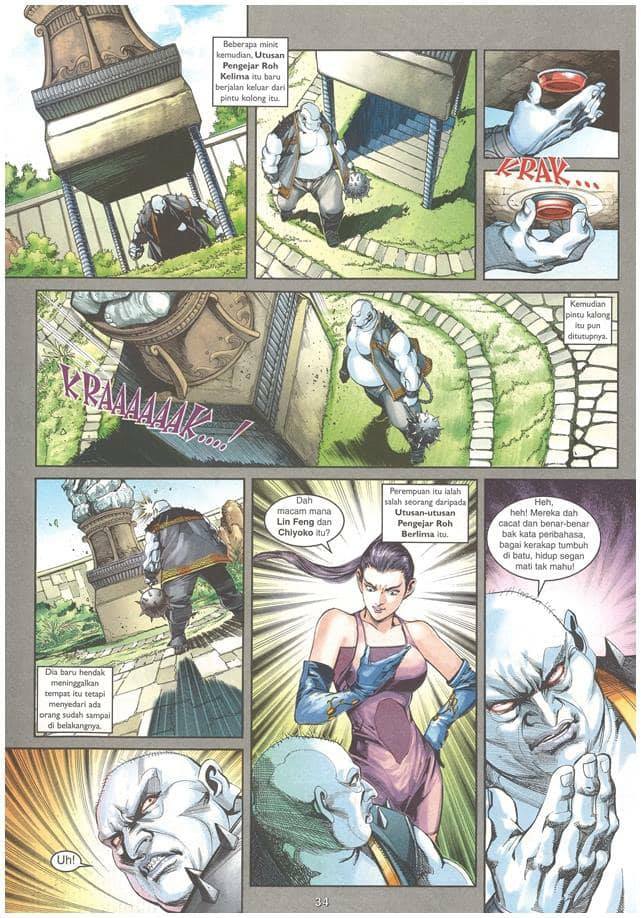 Beberapa minit
kemudian, Utusan
Pengejar Roh
Kelima itu baru
berjalan keluar dari
pintu kolong itu.
KRAK...
Kemudian
pintu kalong
itu pun
ditutupnya.
KRAAAAAAK....!
Dia baru hendak
meninggalkan
tempat itu tetapi
menyedari ada
orang sudah sampai
di belakangnya.
Dah
macam mana
Lin Feng dan
Chiyoko itu?
Perempuan itu ialah
salah seorang daripada
Utusan-utusan
Pengejar Roh
Berlima itu.
Heh,
heh! Mereka dah
cacat dan benar-benar
bak kata peribahasa,
bagai kerakap tumbuh
di batu, hidup segan
mati tak mahu!
Uh!
34